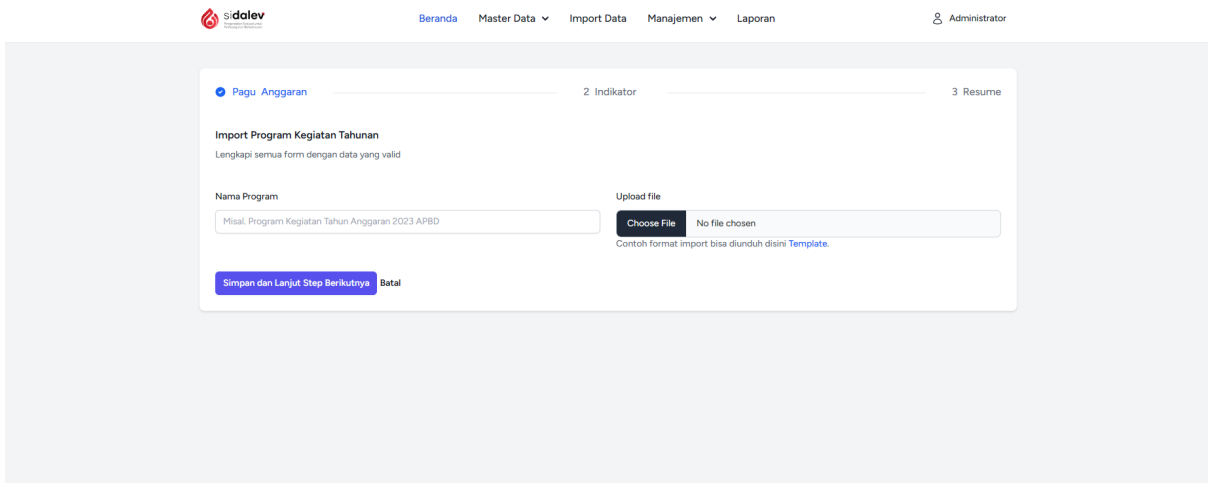 sidalev
Beranda Master Data Import Data Manajemen Laporan
Administrator
Pagu Anggaran
2 Indikator
3 Resume
Import Program Kegiatan Tahunan
Lengkapi semua form dengan data yang valid
Nama Program
Misal. Program Kegiatan Tahun Anggaran 2023 APBD
Upload file
Choose File No file chosen
Contoh format import bisa diunduh disini Template.
Simpan dan Lanjut Step Berikutnya Batal